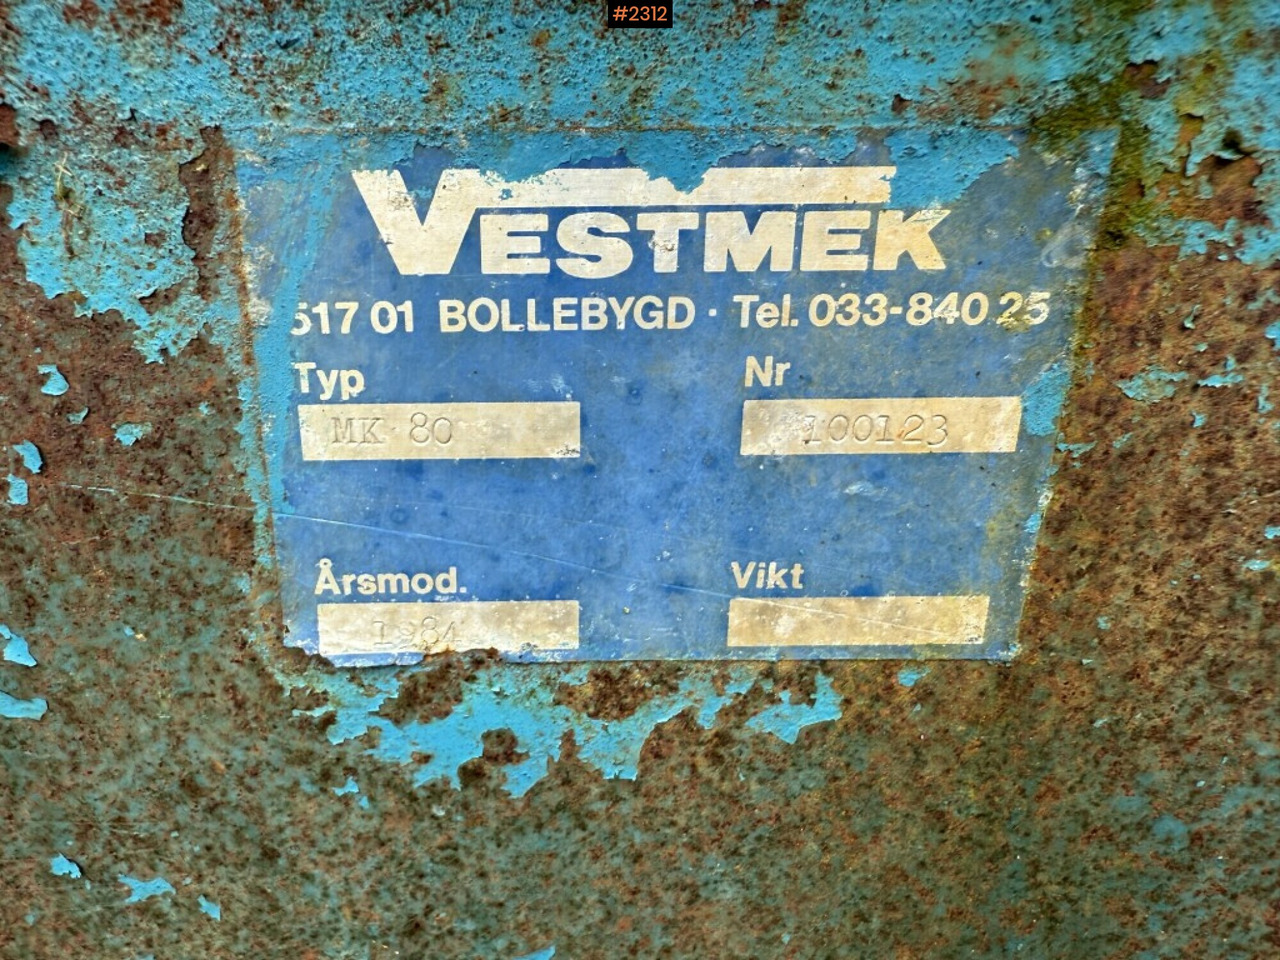 #2312
VESTMEK
517 01 BOLLEBYGD · Tel. 033-840 25
Typ Nr
MK 80 100123
Årsmod. Vikt
1984